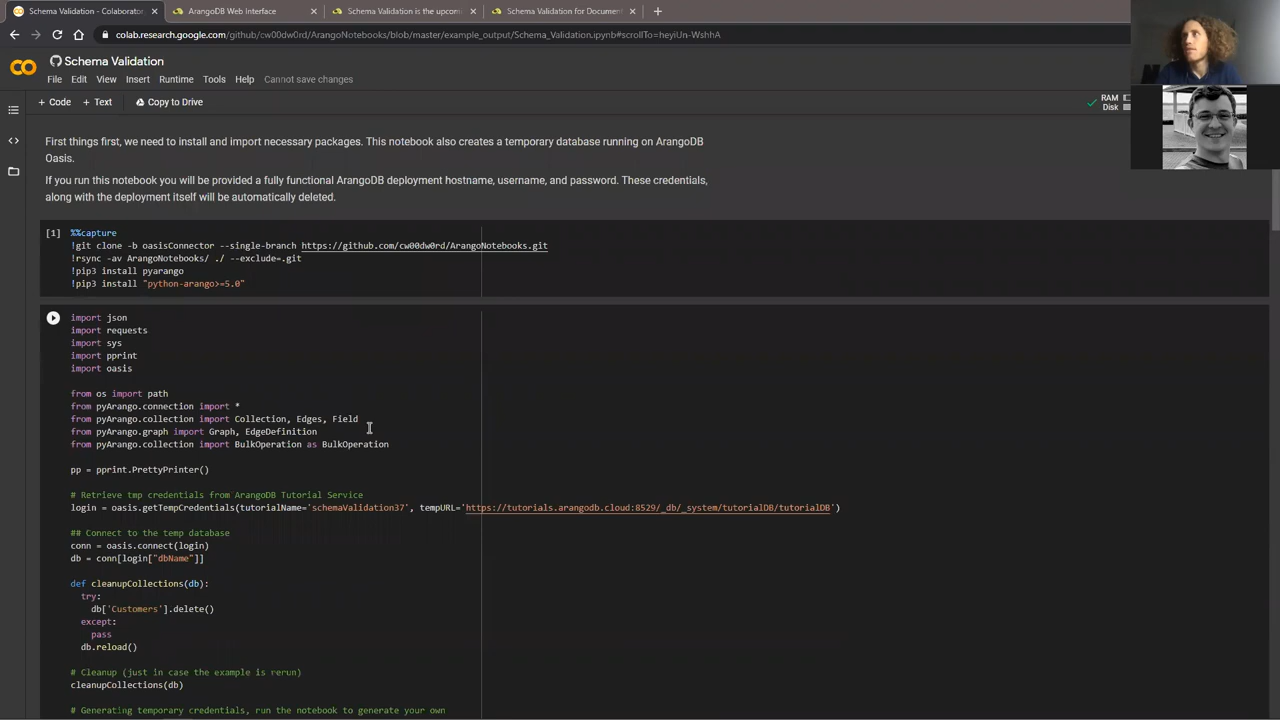 Schema Validation - Colaborato
ArangoDB Web Interface
Schema Validation is the upcom
Schema Validation for Documen
colab.research.google.com/github/cw00dw0rd/ArangoNotebooks/blob/master/example_output/Schema_Validation.ipynb#scrollTo=heyiUn-WshhA
Schema Validation
File Edit View Insert Runtime Tools Help Cannot save changes
+ Code + Text Copy to Drive
RAM
Disk
First things first, we need to install and import necessary packages. This notebook also creates a temporary database running on ArangoDB
Oasis.
If you run this notebook you will be provided a fully functional ArangoDB deployment hostname, username, and password. These credentials,
along with the deployment itself will be automatically deleted.
[1] %%capture
!git clone -b oasisConnector --single-branch https://github.com/cw00dw0rd/ArangoNotebooks.git
!rsync -av ArangoNotebooks/ ./ --exclude=.git
!pip3 install pyarango
!pip3 install "python-arango>=5.0"
import json
import requests
import sys
import pprint
import oasis
from os import path
from pyArango.connection import *
from pyArango.collection import Collection, Edges, Field
from pyArango.graph import Graph, EdgeDefinition
from pyArango.collection import BulkOperation as BulkOperation
pp = pprint.PrettyPrinter()
# Retrieve tmp credentials from ArangoDB Tutorial Service
login = oasis.getTempCredentials(tutorialName='schemaValidation37', tempURL='https://tutorials.arangodb.cloud:8529/_db/_system/tutorialDB/tutorialDB')
## Connect to the temp database
conn = oasis.connect(login)
db = conn[login["dbName"]]
def cleanupCollections(db):
try:
db['Customers'].delete()
except:
pass
db.reload()
# Cleanup (just in case the example is rerun)
cleanupCollections(db)
# Generating temporary credentials, run the notebook to generate your own